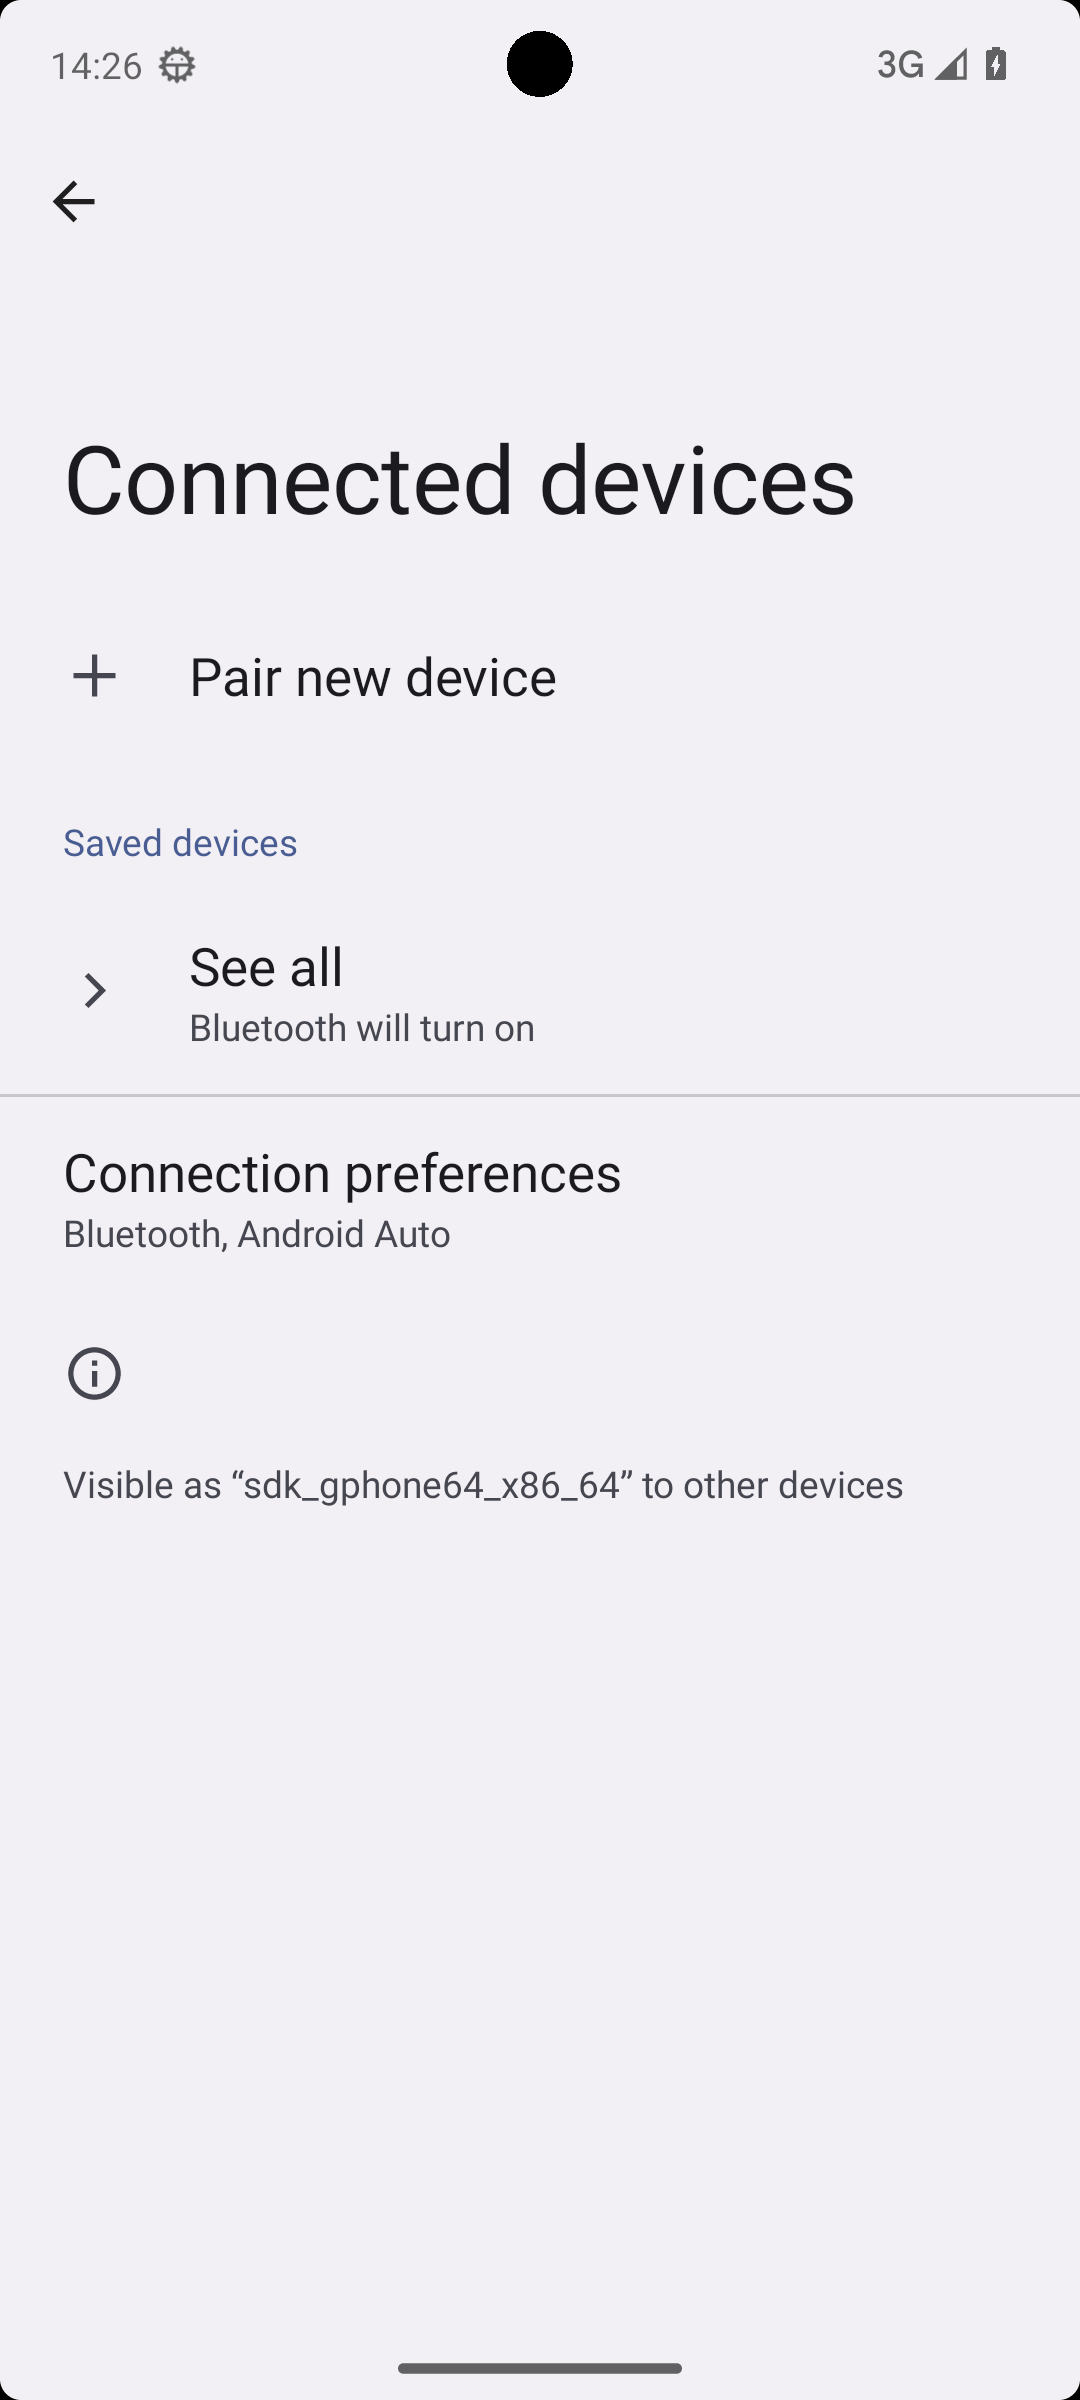 14:26
3G
Connected devices
Pair new device
Saved devices
See all
Bluetooth will turn on
Connection preferences
Bluetooth, Android Auto
Visible as “sdk_gphone64_x86_64” to other devices